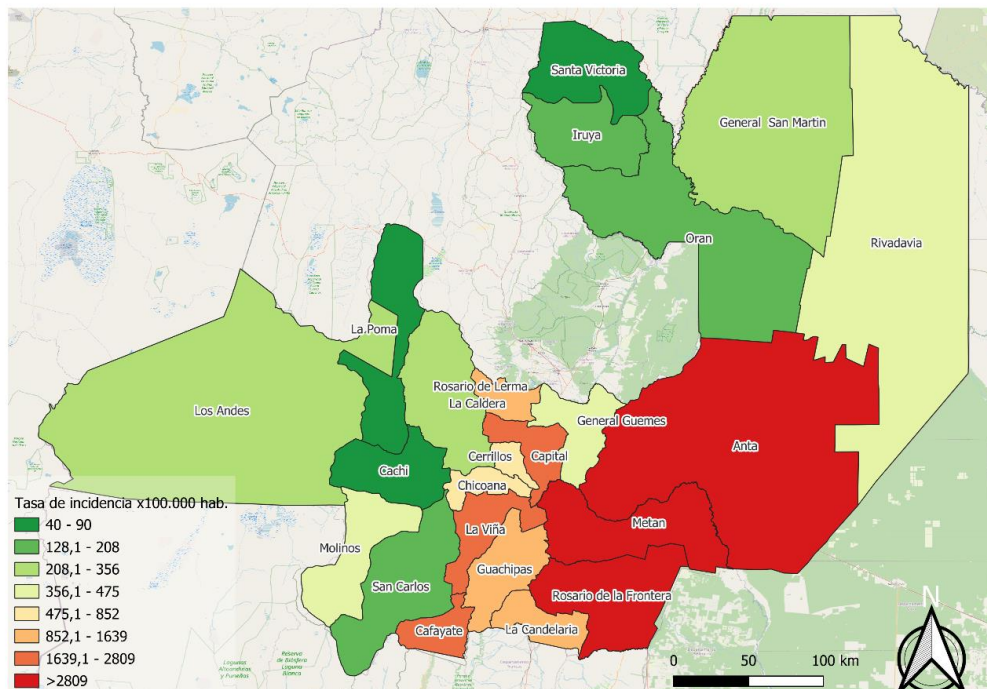 Santa Victoria
Iruya
General San Martin
Oran
Rivadavia
La Poma
Rosario de Lerma
La Caldera
Los Andes
General Guemes
Anta
Cerrillos
Capital
Cachi
Chicoana
Metan
La Viña
Molinos
Guachipas
San Carlos
Rosario de la Frontera
Cafayate
La Candelaria
Tasa de incidencia x100.000 hab.
40 - 90
128,1 - 208
208,1 - 356
356,1 - 475
475,1 - 852
852,1 - 1639
1639,1 - 2809
>2809
N
0 50 100 km